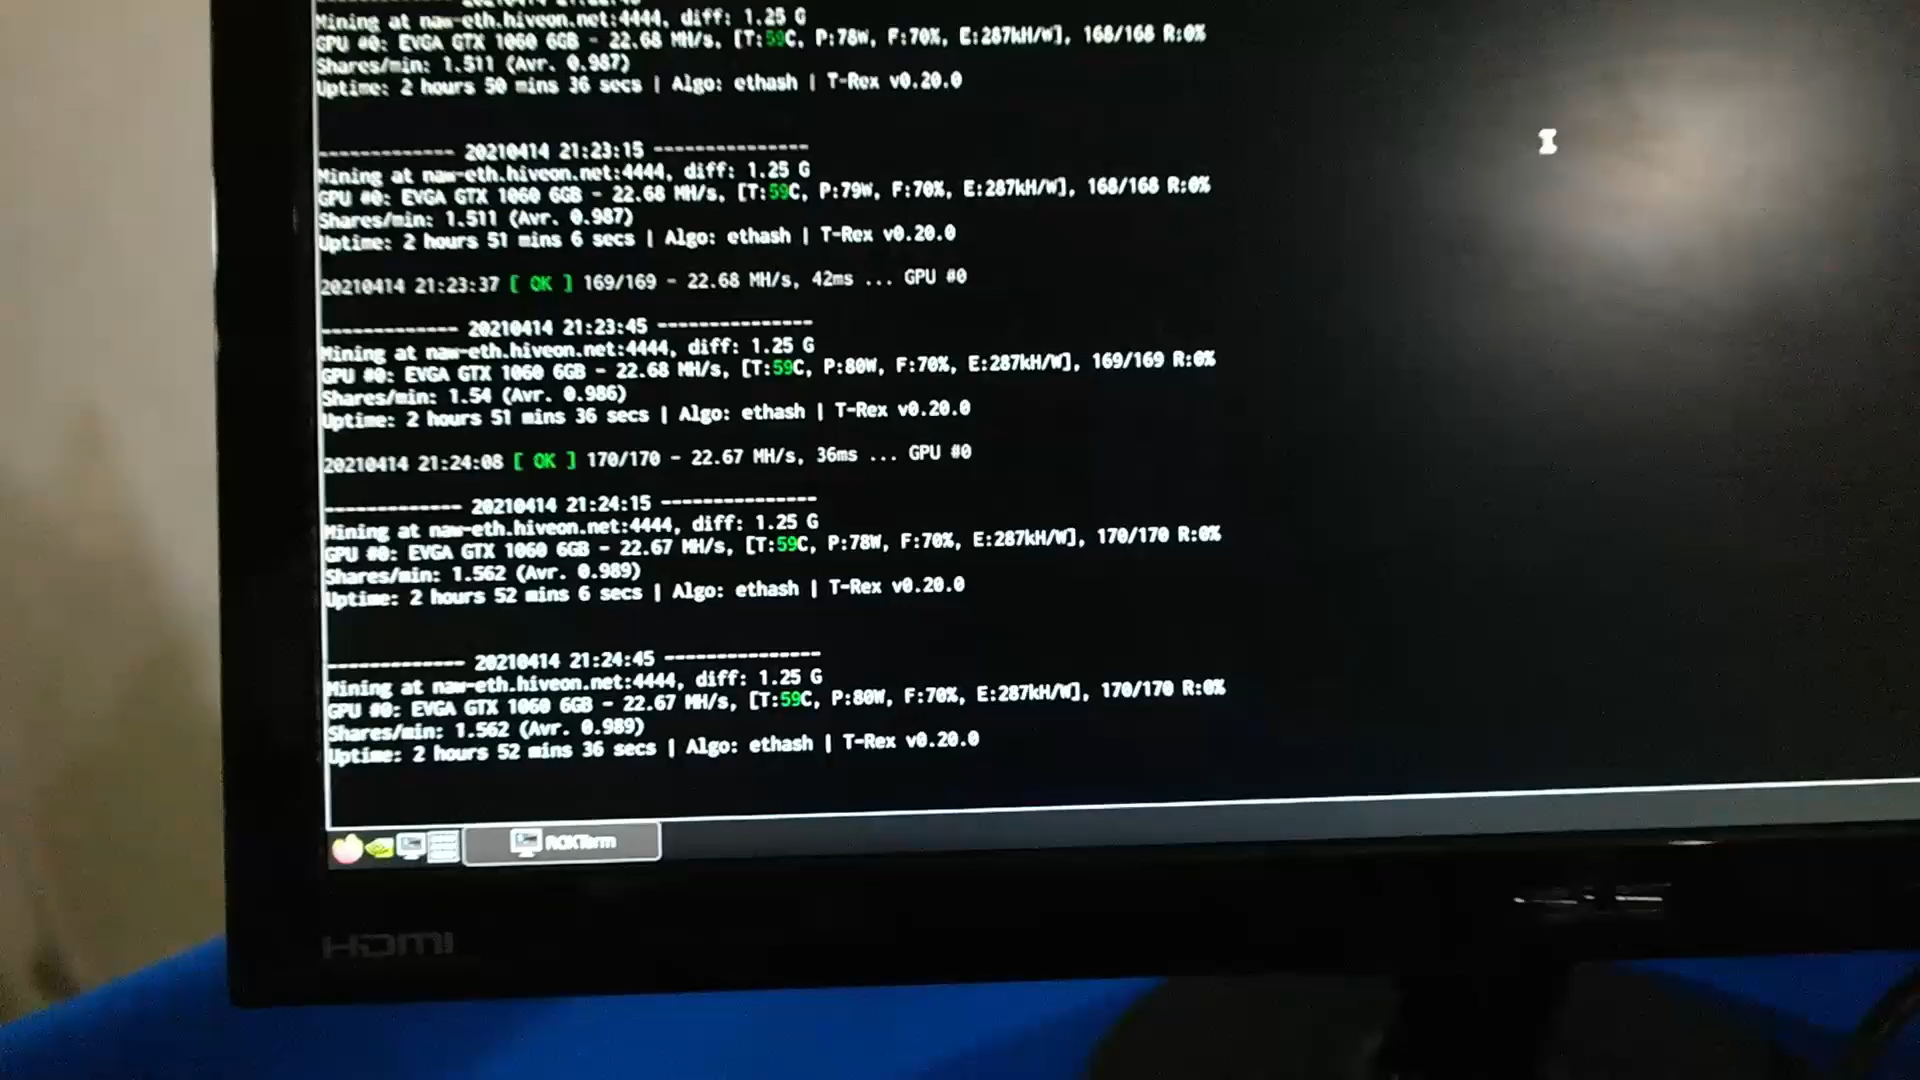 Mining at naw-eth.hiveon.net:4444, diff: 1.25 G
GPU #0: EVGA GTX 1060 6GB - 22.68 MH/s, [T:59C, P:78W, F:70%, E:287kH/W], 168/168 R:0%
Shares/min: 1.511 (Avr. 0.987)
Uptime: 2 hours 50 mins 36 secs | Algo: ethash | T-Rex v0.20.0
------------- 20210414 21:23:15 ---------------
Mining at naw-eth.hiveon.net:4444, diff: 1.25 G
GPU #0: EVGA GTX 1060 6GB - 22.68 MH/s, [T:59C, P:79W, F:70%, E:287kH/W], 168/168 R:0%
Shares/min: 1.511 (Avr. 0.987)
Uptime: 2 hours 51 mins 6 secs | Algo: ethash | T-Rex v0.20.0
20210414 21:23:37 [ OK ] 169/169 - 22.68 MH/s, 42ms ... GPU #0
------------- 20210414 21:23:45 ---------------
Mining at naw-eth.hiveon.net:4444, diff: 1.25 G
GPU #0: EVGA GTX 1060 6GB - 22.68 MH/s, [T:59C, P:80W, F:70%, E:287kH/W], 169/169 R:0%
Shares/min: 1.54 (Avr. 0.986)
Uptime: 2 hours 51 mins 36 secs | Algo: ethash | T-Rex v0.20.0
20210414 21:24:08 [ OK ] 170/170 - 22.67 MH/s, 36ms ... GPU #0
------------- 20210414 21:24:15 ---------------
Mining at naw-eth.hiveon.net:4444, diff: 1.25 G
GPU #0: EVGA GTX 1060 6GB - 22.67 MH/s, [T:59C, P:78W, F:70%, E:287kH/W], 170/170 R:0%
Shares/min: 1.562 (Avr. 0.989)
Uptime: 2 hours 52 mins 6 secs | Algo: ethash | T-Rex v0.20.0
------------- 20210414 21:24:45 ---------------
Mining at naw-eth.hiveon.net:4444, diff: 1.25 G
GPU #0: EVGA GTX 1060 6GB - 22.67 MH/s, [T:59C, P:80W, F:70%, E:287kH/W], 170/170 R:0%
Shares/min: 1.562 (Avr. 0.989)
Uptime: 2 hours 52 mins 36 secs | Algo: ethash | T-Rex v0.20.0
ROXTerm
HDMI